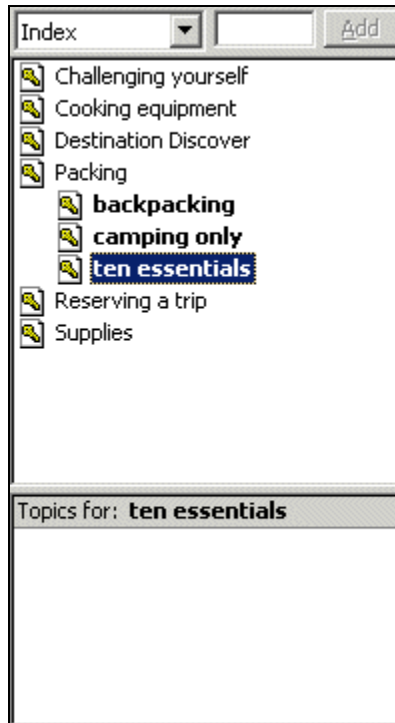 Index Add
Challenging yourself
Cooking equipment
Destination Discover
Packing
backpacking
camping only
ten essentials
Reserving a trip
Supplies
Topics for: ten essentials